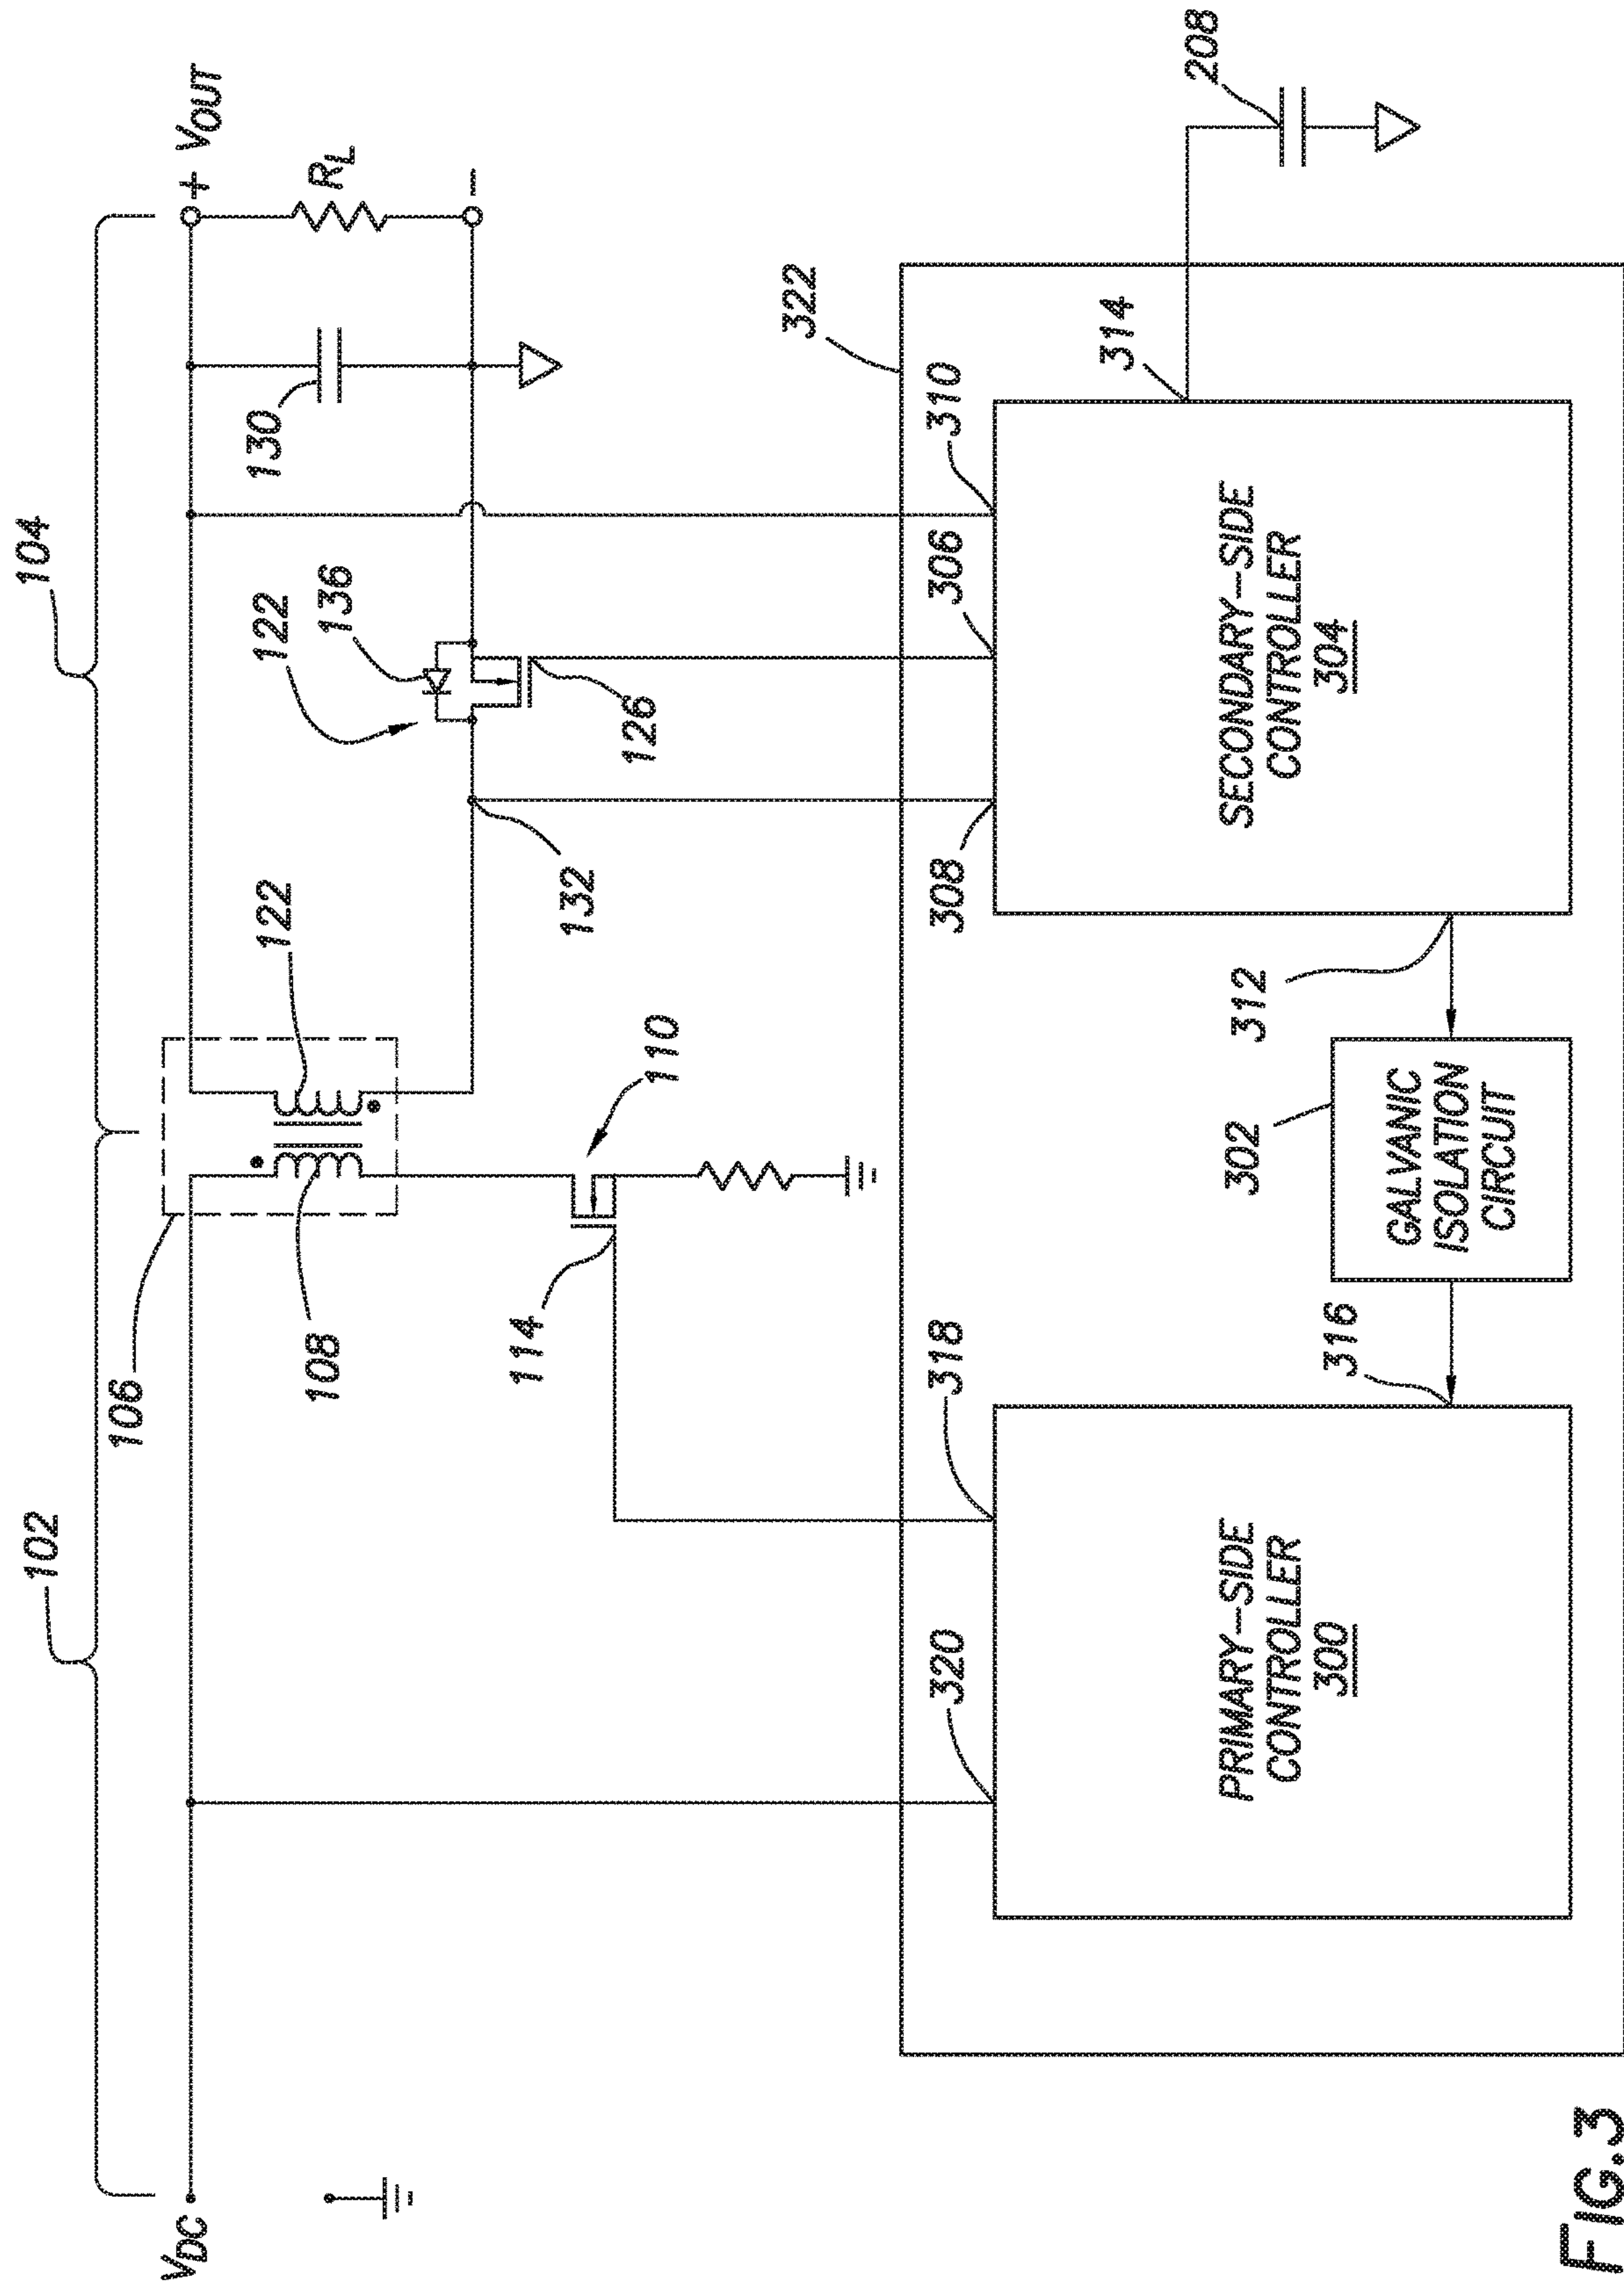 102
104
V_DC
106
108
122
122
136
130
+ V_OUT
R_L
−
110
114
132
126
322
320
318
308
306
310
314
208
PRIMARY–SIDE
CONTROLLER
300
316
302
GALVANIC
ISOLATION
CIRCUIT
312
SECONDARY–SIDE
CONTROLLER
304
FIG.3